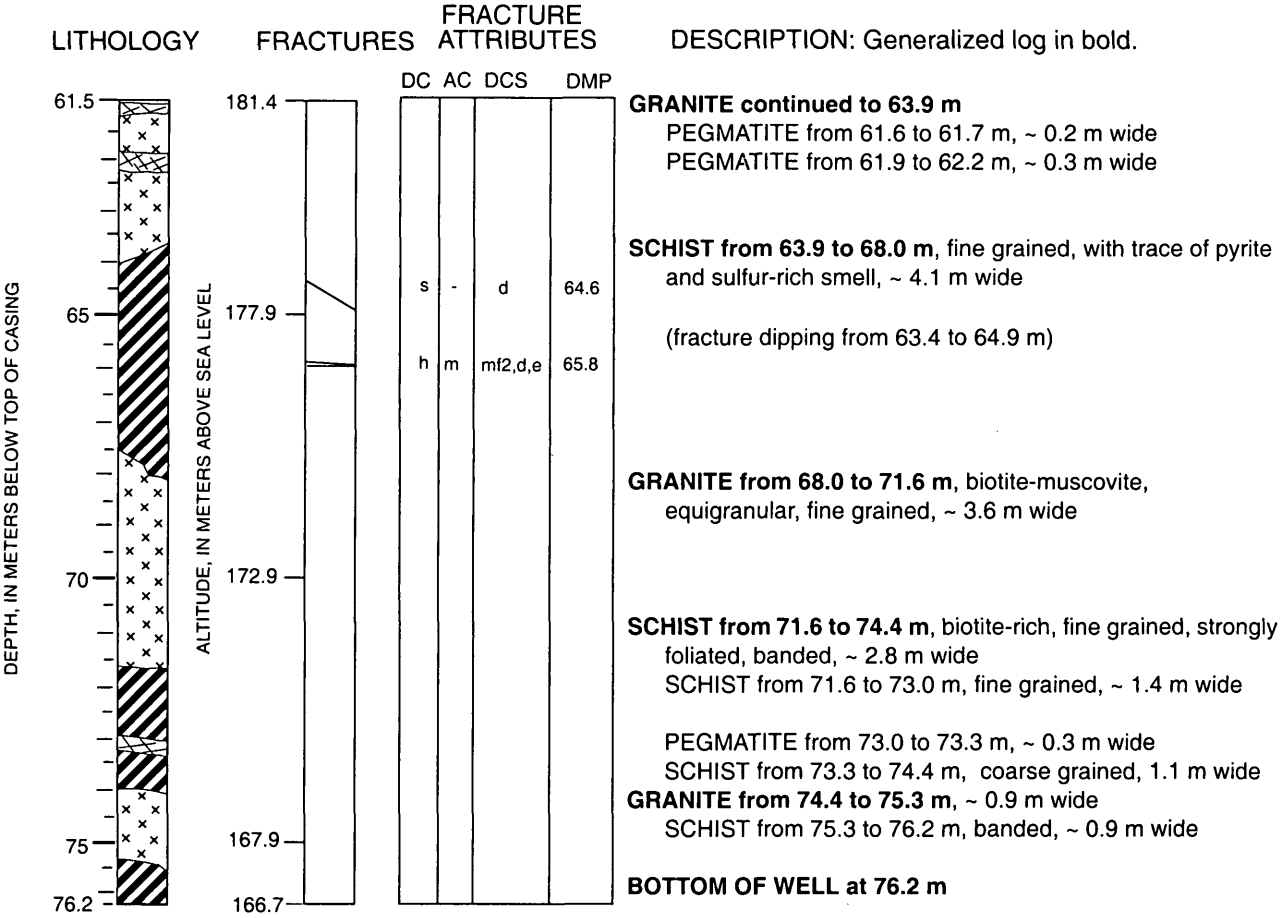 LITHOLOGY
FRACTURES
FRACTURE
ATTRIBUTES
DESCRIPTION: Generalized log in bold.
DC AC DCS DMP
DEPTH, IN METERS BELOW TOP OF CASING
61.5
65
70
75
76.2
ALTITUDE, IN METERS ABOVE SEA LEVEL
181.4
177.9
172.9
167.9
166.7
s - d 64.6
h m mf2,d,e 65.8
GRANITE continued to 63.9 m
PEGMATITE from 61.6 to 61.7 m, ~ 0.2 m wide
PEGMATITE from 61.9 to 62.2 m, ~ 0.3 m wide
SCHIST from 63.9 to 68.0 m, fine grained, with trace of pyrite
and sulfur-rich smell, ~ 4.1 m wide
(fracture dipping from 63.4 to 64.9 m)
GRANITE from 68.0 to 71.6 m, biotite-muscovite,
equigranular, fine grained, ~ 3.6 m wide
SCHIST from 71.6 to 74.4 m, biotite-rich, fine grained, strongly
foliated, banded, ~ 2.8 m wide
SCHIST from 71.6 to 73.0 m, fine grained, ~ 1.4 m wide
PEGMATITE from 73.0 to 73.3 m, ~ 0.3 m wide
SCHIST from 73.3 to 74.4 m, coarse grained, 1.1 m wide
GRANITE from 74.4 to 75.3 m, ~ 0.9 m wide
SCHIST from 75.3 to 76.2 m, banded, ~ 0.9 m wide
BOTTOM OF WELL at 76.2 m